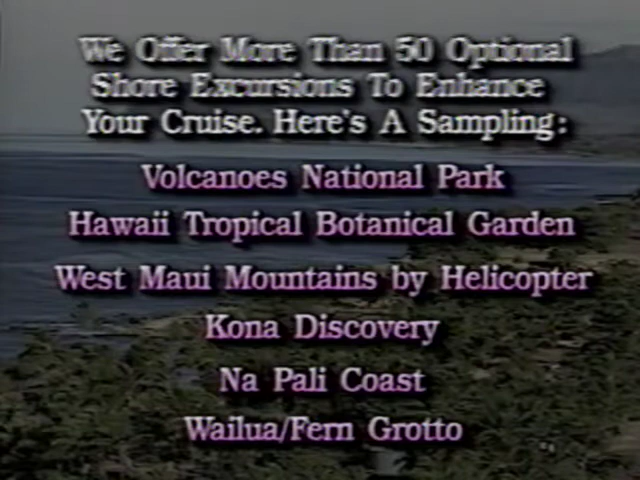 We Offer More Than 50 Optional
Shore Excursions To Enhance
Your Cruise. Here's A Sampling:
Volcanoes National Park
Hawaii Tropical Botanical Garden
West Maui Mountains by Helicopter
Kona Discovery
Na Pali Coast
Wailua/Fern Grotto